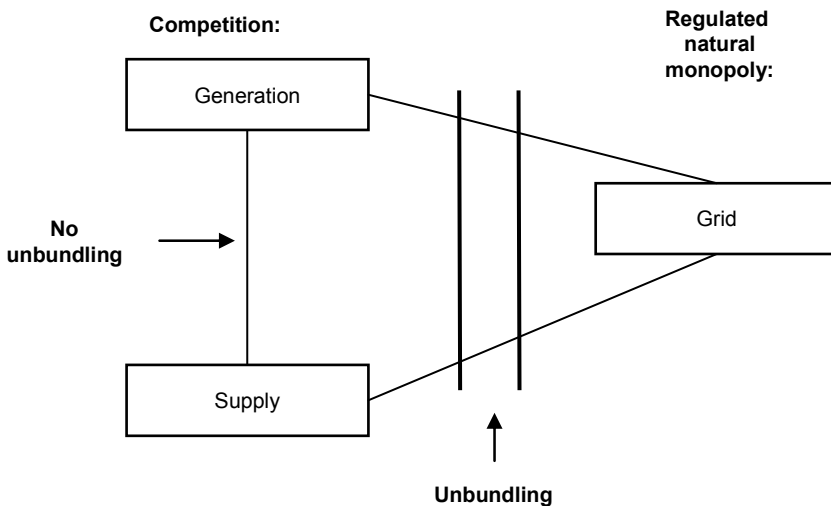 Competition:
Regulated
natural
monopoly:
Generation
Grid
No
unbundling
Supply
Unbundling